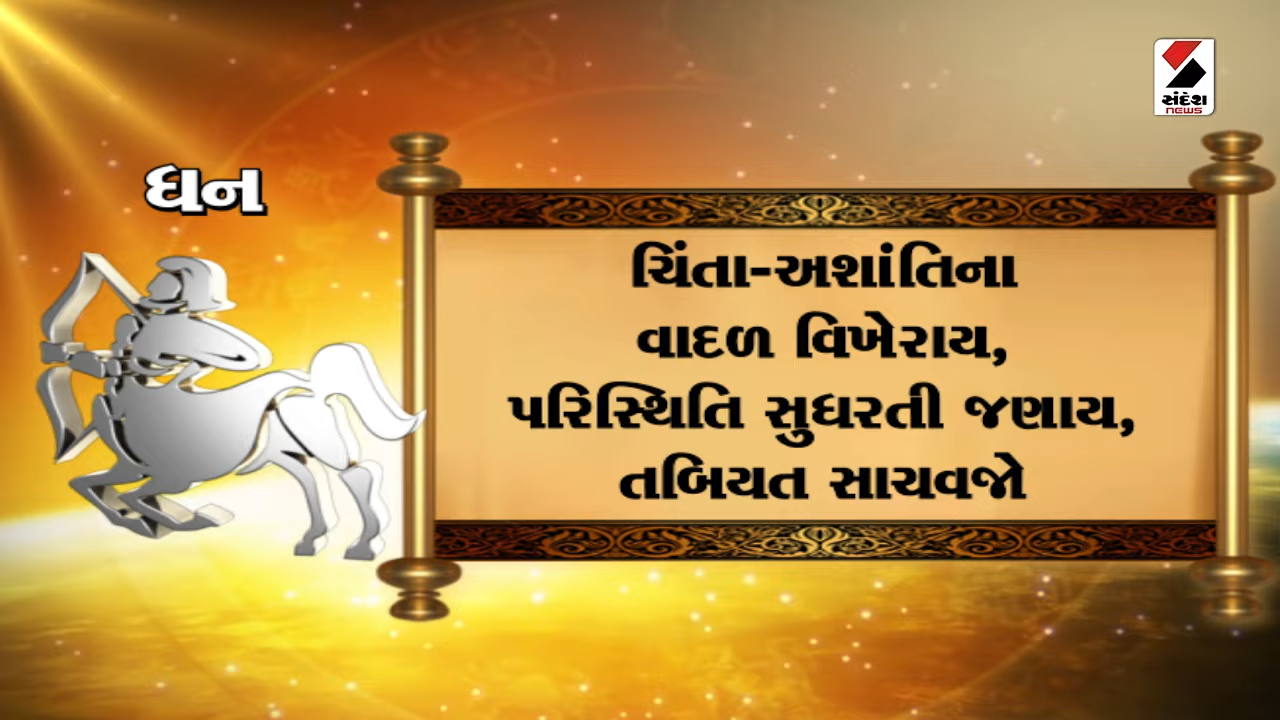 સંદેશ
NEWS
ધન
ચિંતા-અશાંતિના
વાદળ વિખેરાય,
પરિસ્થિતિ સુધરતી જણાય,
તબિયત સાચવજો